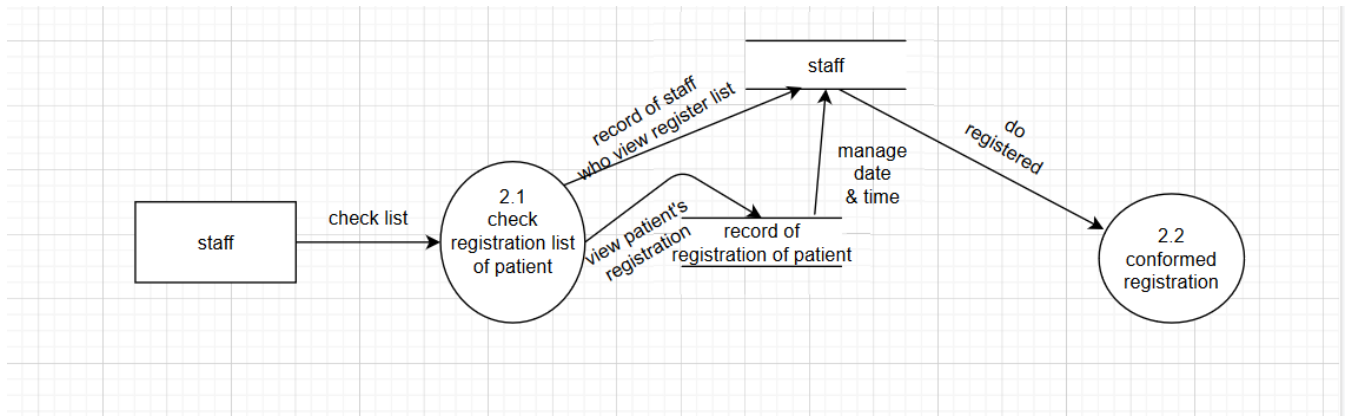 staff
check list
2.1
check
registration list
of patient
record of staff
who view register list
view patient's
registration
staff
record of
registration of patient
manage
date
& time
do
registered
2.2
conformed
registration